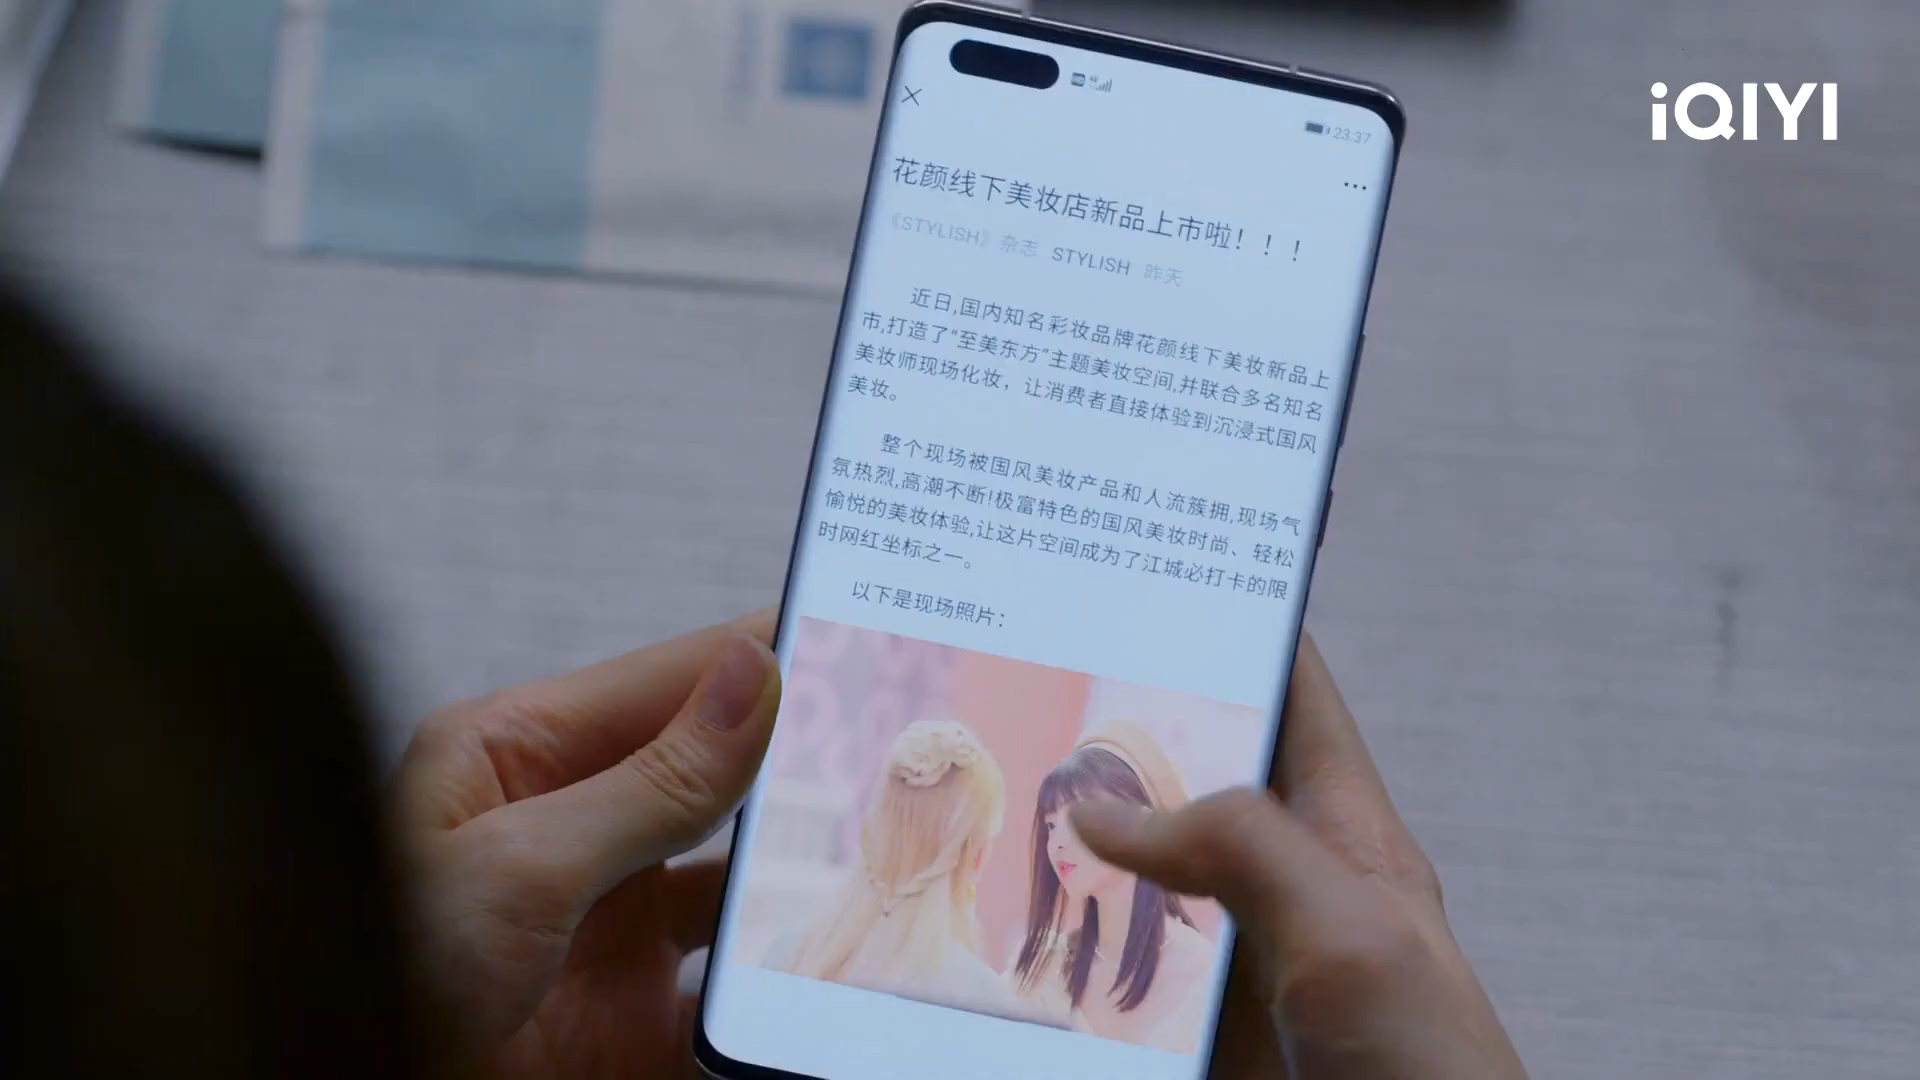 iQIYI
23:37
花颜线下美妆店新品上市啦！！！
《STYLISH》杂志 STYLISH 昨天
近日,国内知名彩妆品牌花颜线下美妆新品上
市,打造了“至美东方”主题美妆空间,并联合多名知名
美妆师现场化妆，让消费者直接体验到沉浸式国风
美妆。
整个现场被国风美妆产品和人流簇拥,现场气
氛热烈,高潮不断!极富特色的国风美妆时尚、轻松
愉悦的美妆体验,让这片空间成为了江城必打卡的限
时网红坐标之一。
以下是现场照片：